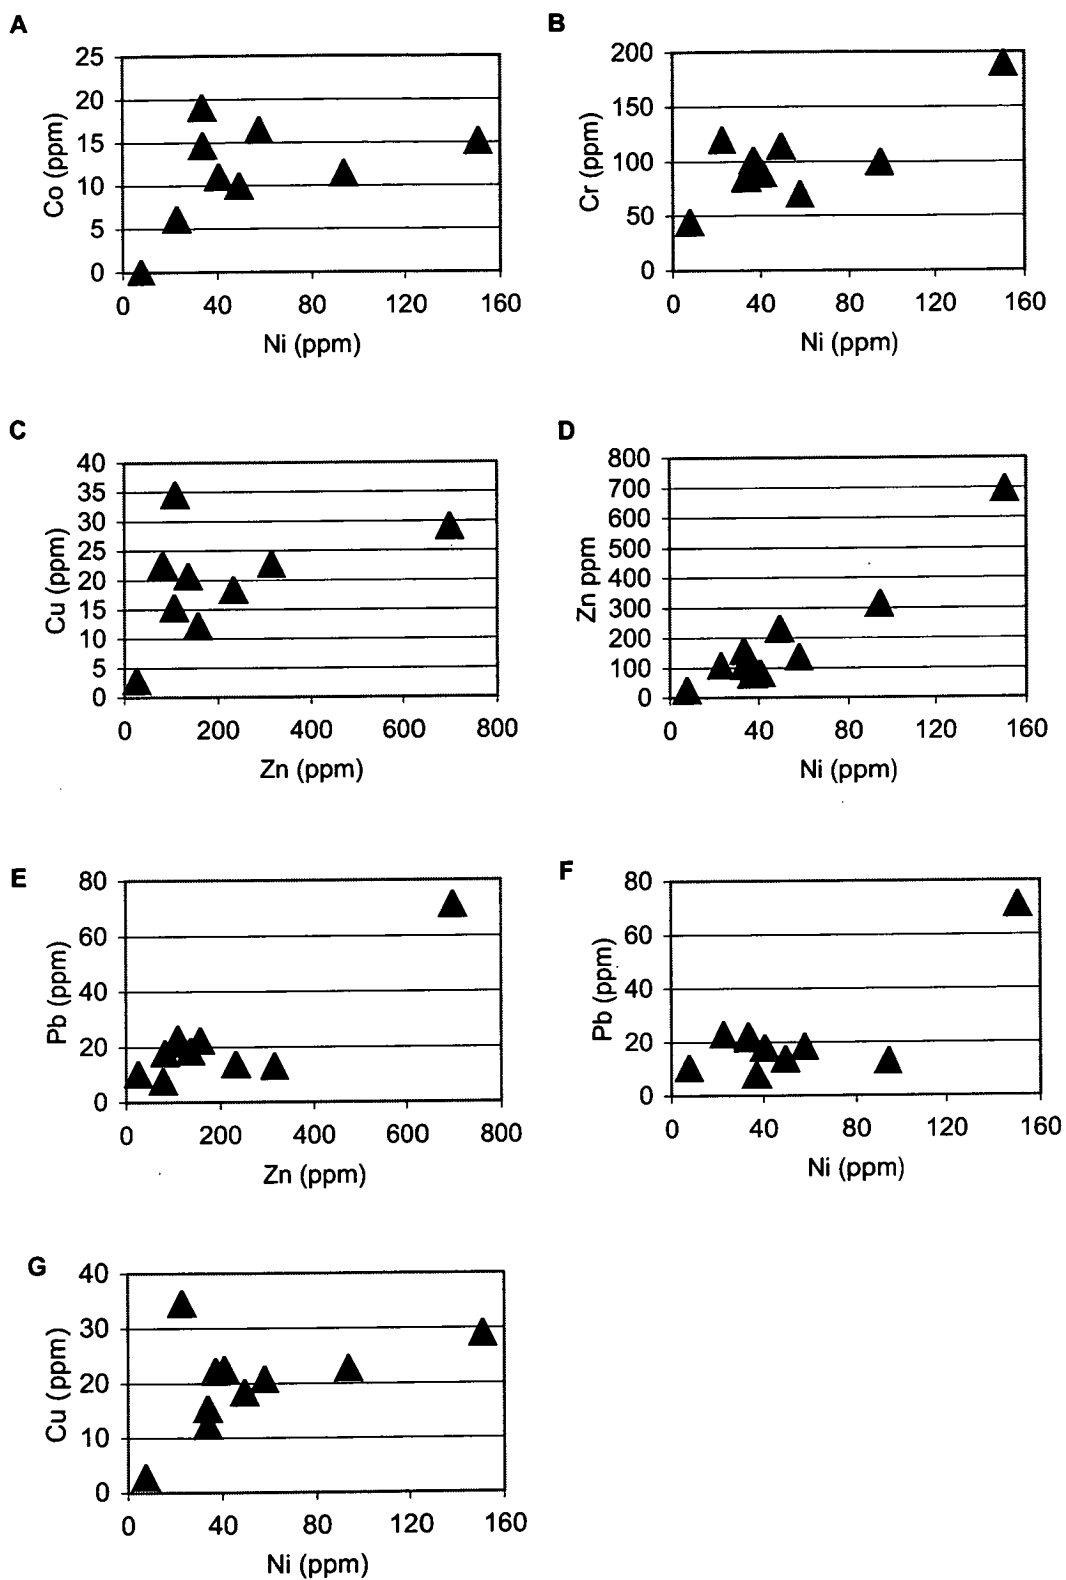 A
25
20
15
10
5
0
Co (ppm)
0 40 80 120 160
Ni (ppm)
B
200
150
100
50
0
Cr (ppm)
0 40 80 120 160
Ni (ppm)
C
40
35
30
25
20
15
10
5
0
Cu (ppm)
0 200 400 600 800
Zn (ppm)
D
800
700
600
500
400
300
200
100
0
Zn ppm
0 40 80 120 160
Ni (ppm)
E
80
60
40
20
0
Pb (ppm)
0 200 400 600 800
Zn (ppm)
F
80
60
40
20
0
Pb (ppm)
0 40 80 120 160
Ni (ppm)
G
40
30
20
10
0
Cu (ppm)
0 40 80 120 160
Ni (ppm)